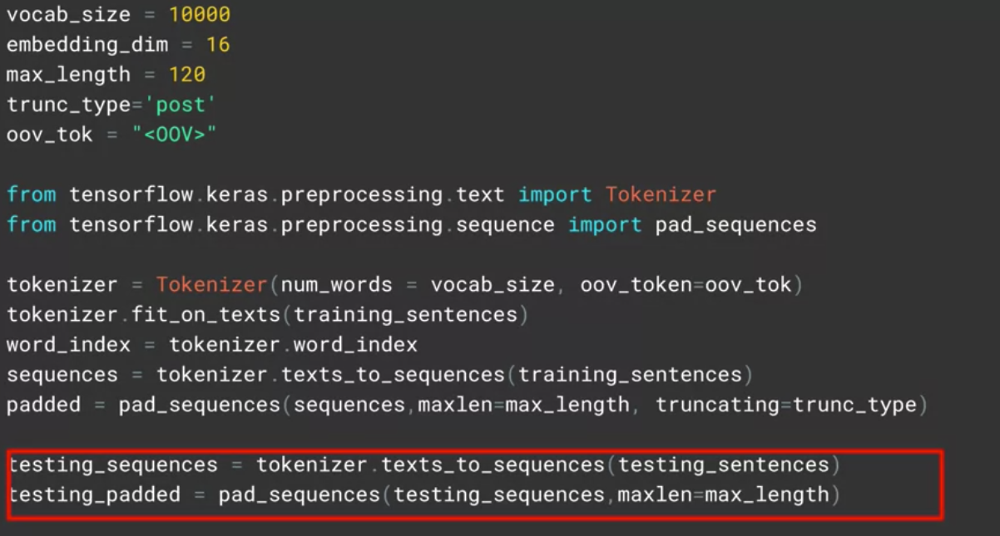 vocab_size = 10000
embedding_dim = 16
max_length = 120
trunc_type='post'
oov_tok = "<OOV>"
from tensorflow.keras.preprocessing.text import Tokenizer
from tensorflow.keras.preprocessing.sequence import pad_sequences
tokenizer = Tokenizer(num_words = vocab_size, oov_token=oov_tok)
tokenizer.fit_on_texts(training_sentences)
word_index = tokenizer.word_index
sequences = tokenizer.texts_to_sequences(training_sentences)
padded = pad_sequences(sequences,maxlen=max_length, truncating=trunc_type)
testing_sequences = tokenizer.texts_to_sequences(testing_sentences)
testing_padded = pad_sequences(testing_sequences,maxlen=max_length)